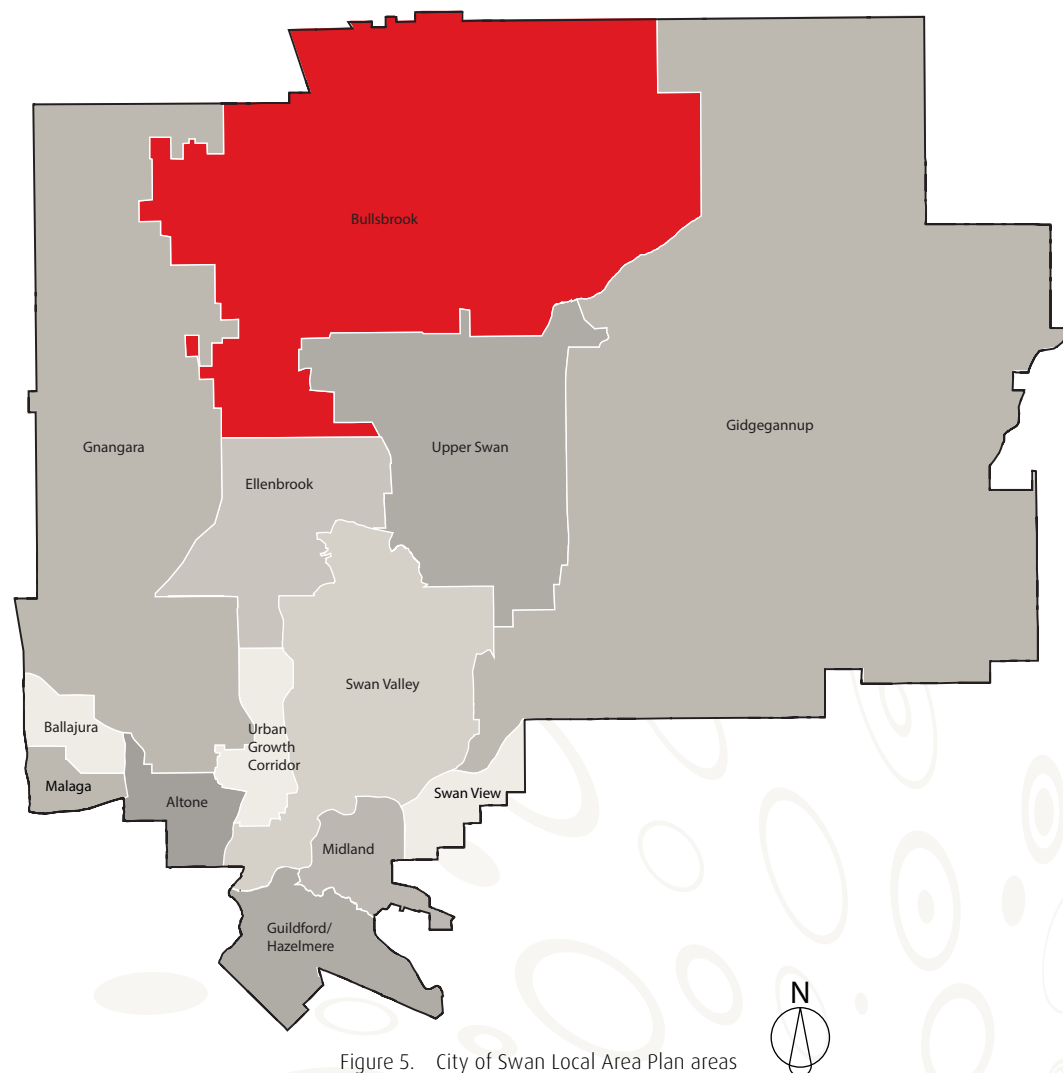 Bullsbrook
Gidgegannup
Gnangara
Upper Swan
Ellenbrook
Swan Valley
Ballajura
Urban
Growth
Corridor
Malaga
Altone
Swan View
Midland
Guildford/
Hazelmere
N
Figure 5. City of Swan Local Area Plan areas